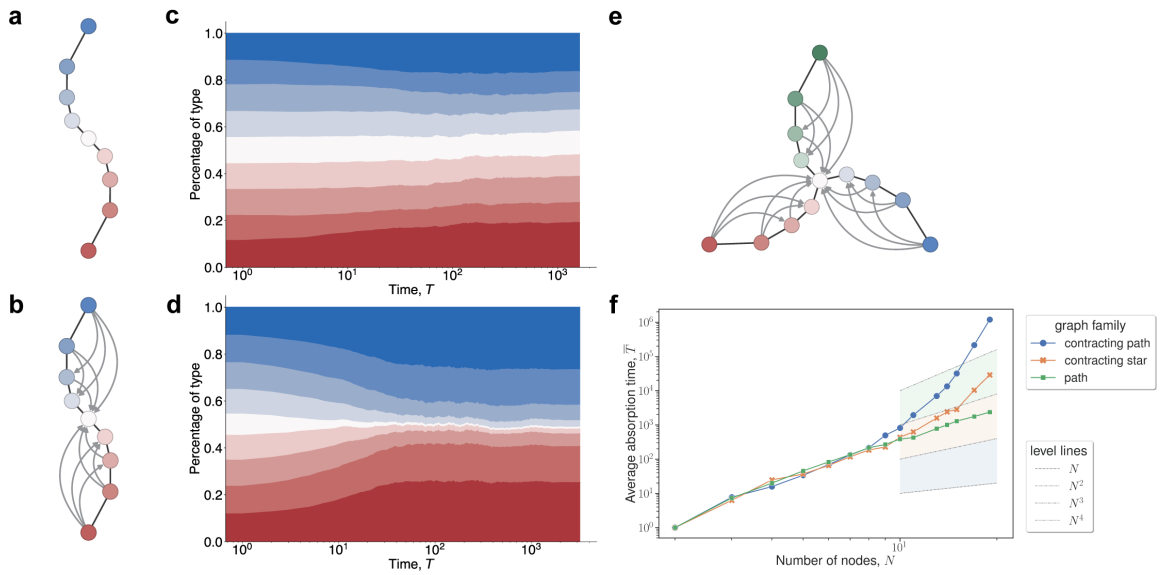 a
c
1.0
0.8
0.6
0.4
0.2
0.0
Percentage of type
10⁰
10¹
10²
10³
Time, T
e
b
d
1.0
0.8
0.6
0.4
0.2
0.0
Percentage of type
10⁰
10¹
10²
10³
Time, T
f
10⁶
10⁵
10⁴
10³
10²
10¹
10⁰
Average absorption time, T̅
10¹
Number of nodes, N
graph family
contracting path
contracting star
path
level lines
N
N²
N³
N⁴